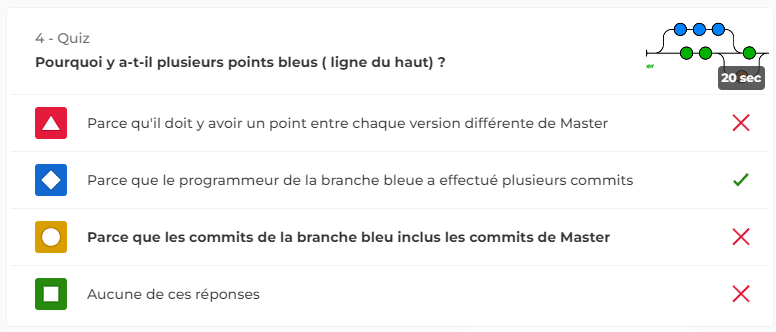 4 - Quiz
Pourquoi y a-t-il plusieurs points bleus ( ligne du haut) ?
20 sec
Parce qu'il doit y avoir un point entre chaque version différente de Master
Parce que le programmeur de la branche bleue a effectué plusieurs commits
Parce que les commits de la branche bleu inclus les commits de Master
Aucune de ces réponses